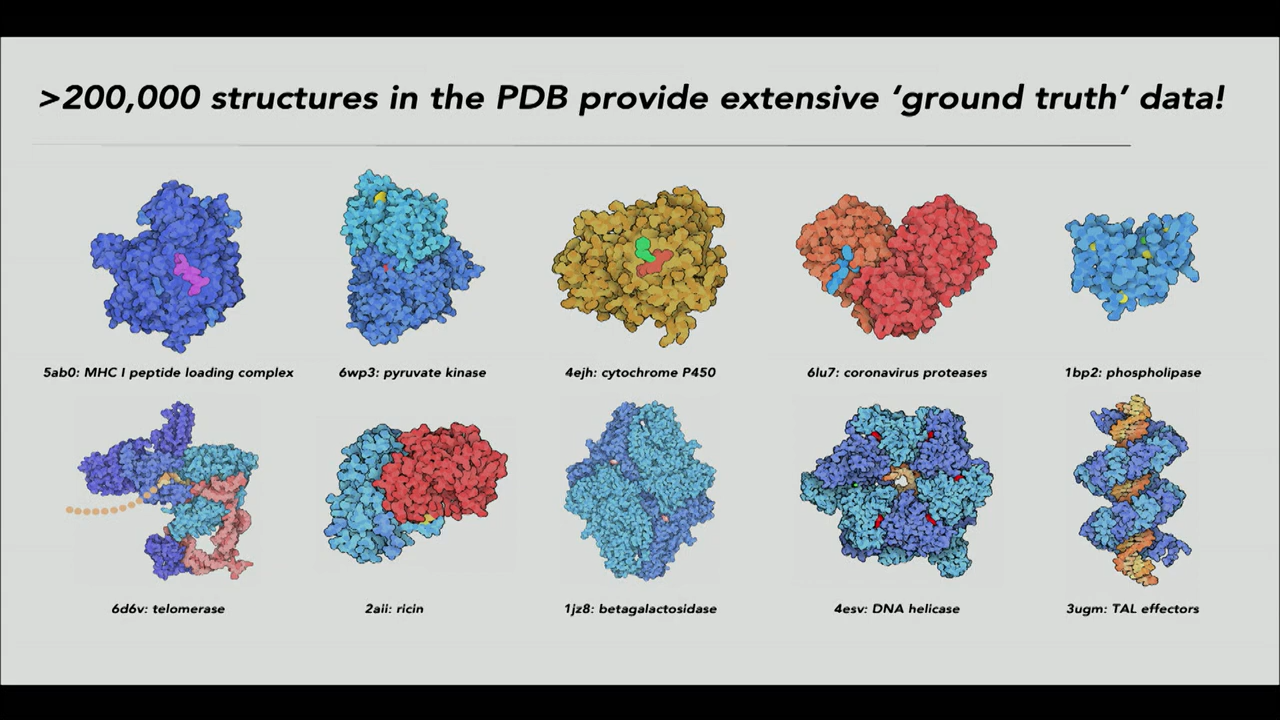 >200,000 structures in the PDB provide extensive ‘ground truth’ data!
5ab0: MHC I peptide loading complex
6wp3: pyruvate kinase
4ejh: cytochrome P450
6lu7: coronavirus proteases
1bp2: phospholipase
6d6v: telomerase
2aii: ricin
1jz8: betagalactosidase
4esv: DNA helicase
3ugm: TAL effectors